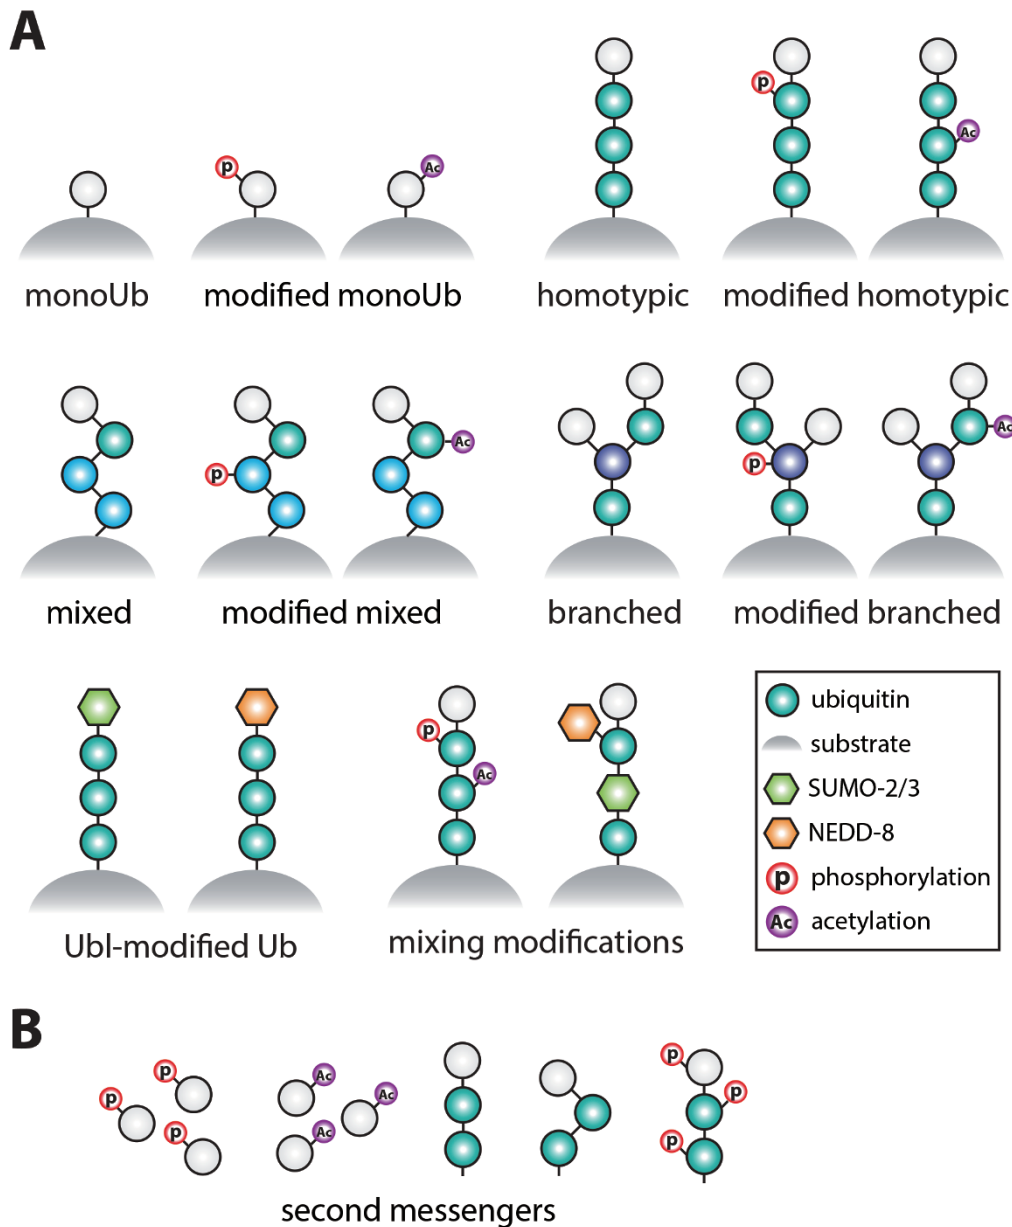 A
P
Ac
P
Ac
monoUb
modified monoUb
homotypic
modified homotypic
P
Ac
P
Ac
mixed
modified mixed
branched
modified branched
P
Ac
ubiquitin
substrate
SUMO-2/3
NEDD-8
P phosphorylation
Ac acetylation
Ubl-modified Ub
mixing modifications
B
P
P
P
Ac
Ac
Ac
P
P
P
second messengers